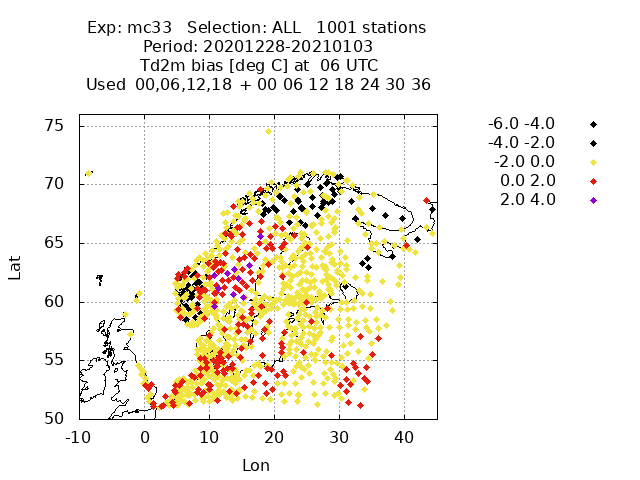 Exp: mc33   Selection: ALL   1001 stations
Period: 20201228-20210103
Td2m bias [deg C] at  06 UTC
Used  00,06,12,18 + 00 06 12 18 24 30 36
-6.0 -4.0
-4.0 -2.0
-2.0 0.0
0.0 2.0
2.0 4.0
75
70
65
60
55
50
Lat
-10 0 10 20 30 40
Lon